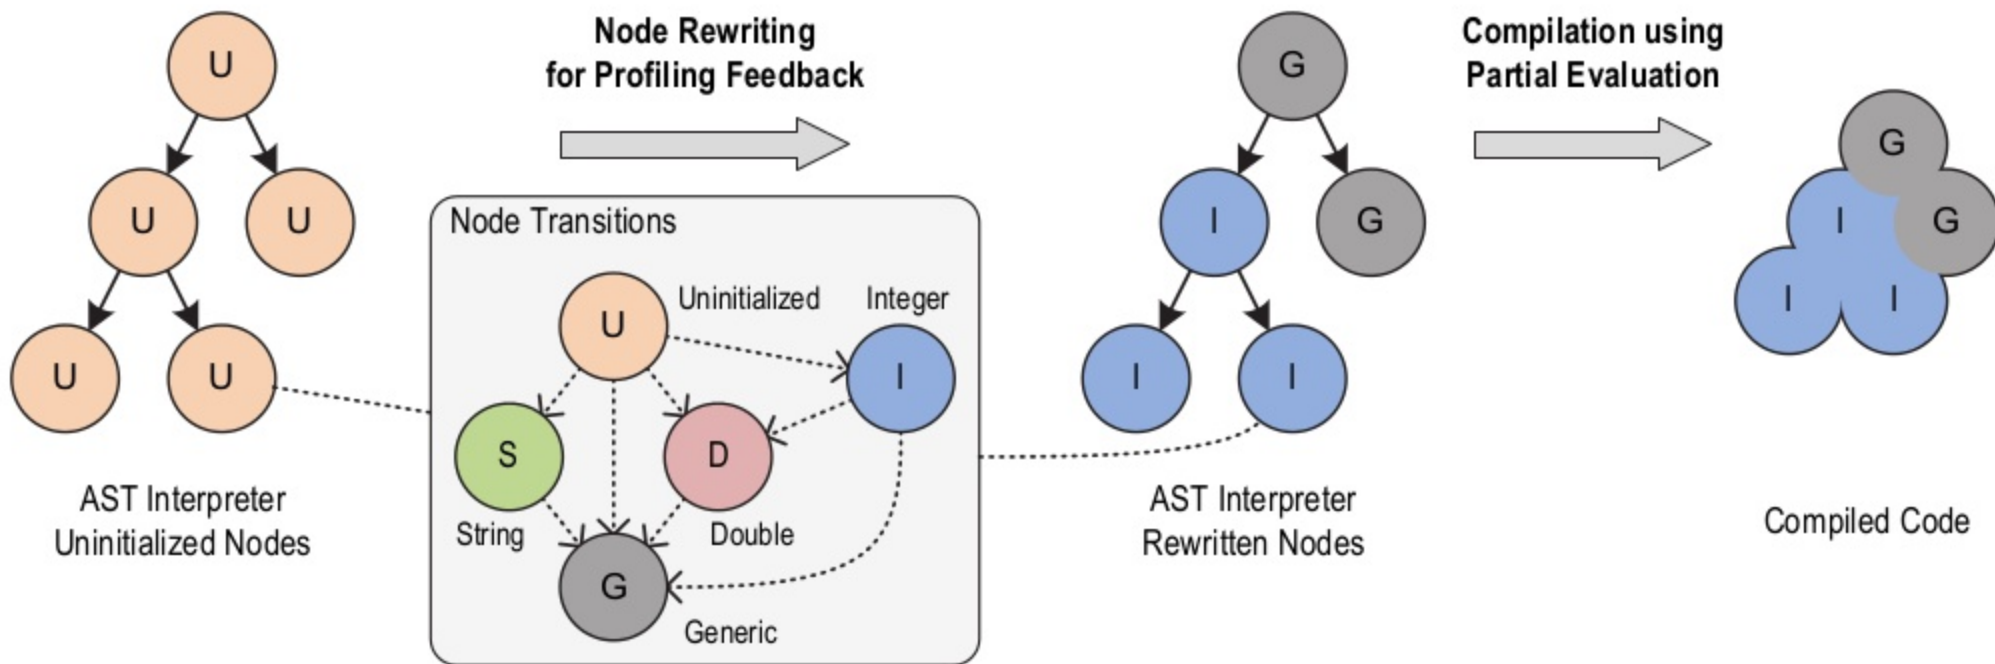 U
U
U
U
U
AST Interpreter
Uninitialized Nodes
Node Rewriting
for Profiling Feedback
Node Transitions
U
Uninitialized
Integer
I
S
D
String
Double
G
Generic
G
I
G
I
I
AST Interpreter
Rewritten Nodes
Compilation using
Partial Evaluation
G
I
G
I
I
Compiled Code